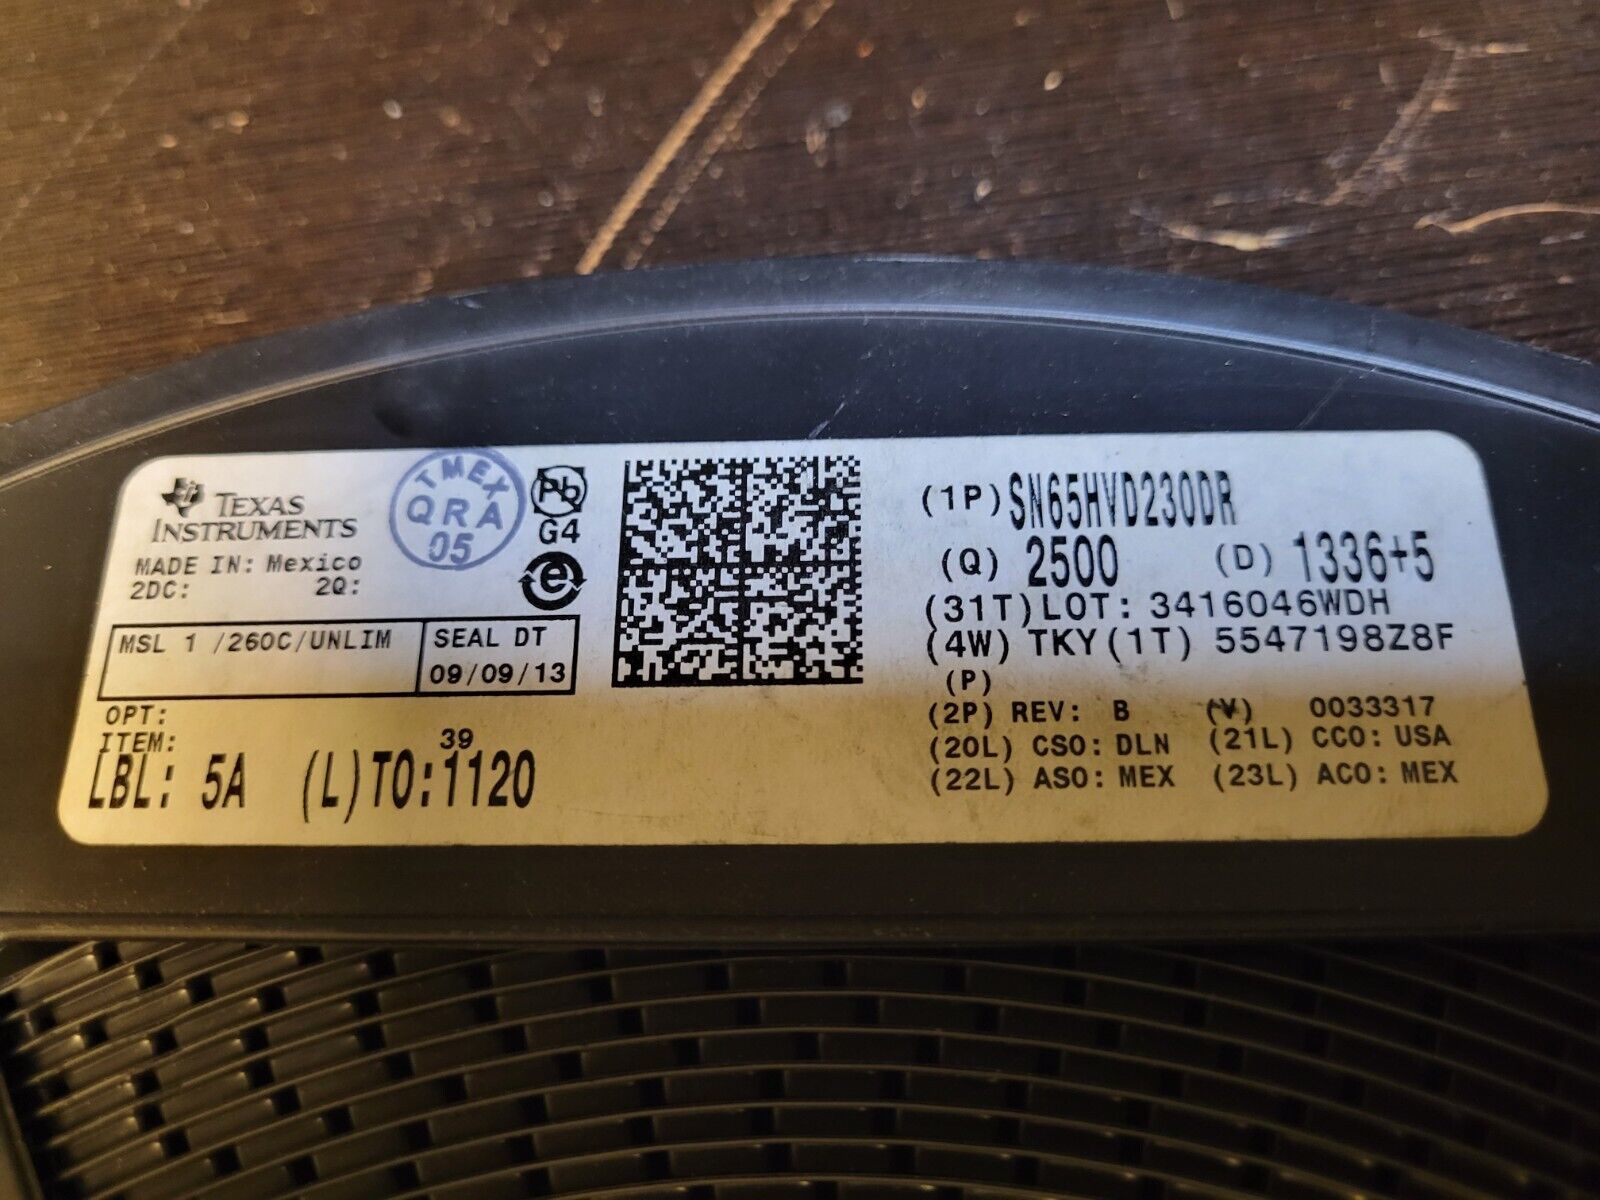 TEXAS
INSTRUMENTS
MADE IN: Mexico
2DC: 2Q:
TMEX
QRA
05
Pb
G4
e
MSL 1 /260C/UNLIM
SEAL DT
09/09/13
OPT:
ITEM:
39
LBL: 5A (L)TO:1120
(1P) SN65HVD230DR
(Q) 2500 (D) 1336+5
(31T)LOT: 3416046WDH
(4W) TKY(1T) 5547198Z8F
(P)
(2P) REV: B (V) 0033317
(20L) CSO: DLN (21L) CCO: USA
(22L) ASO: MEX (23L) ACO: MEX